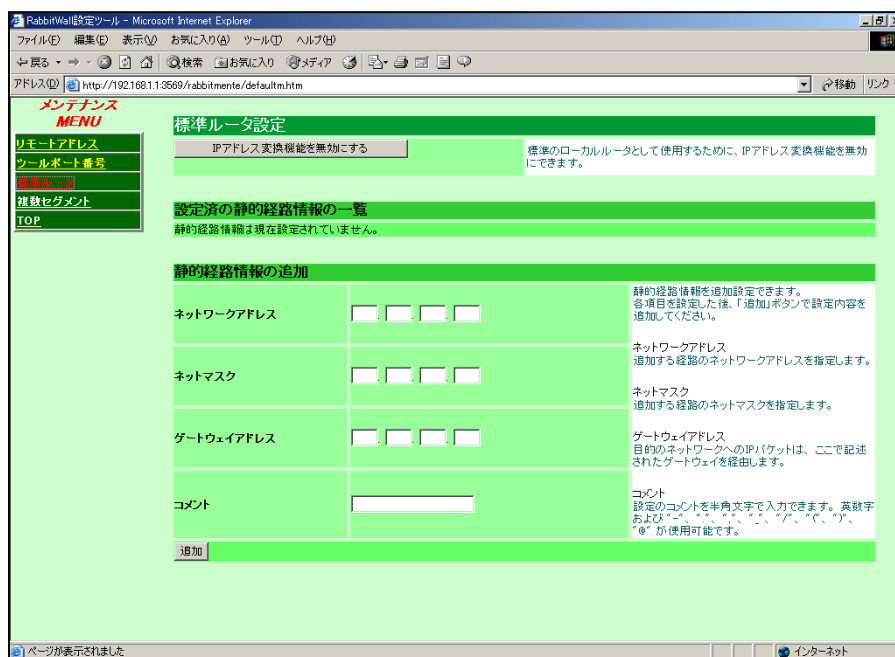 RabbitWall設定ツール - Microsoft Internet Explorer
ファイル(F) 編集(E) 表示(V) お気に入り(A) ツール(T) ヘルプ(H)
戻る 検索 お気に入り メディア
アドレス(D) http://192.168.1.1:3569/rabbitmente/defaultm.htm 移動 リンク
メンテナンス
MENU
リモートアドレス
ツールポート番号
標準ルータ
複数セグメント
TOP
標準ルータ設定
IPアドレス変換機能を無効にする
標準のローカルルータとして使用するために、IPアドレス変換機能を無効
にできます。
設定済の静的経路情報の一覧
静的経路情報は現在設定されていません。
静的経路情報の追加
ネットワークアドレス
ネットマスク
ゲートウェイアドレス
コメント
追加
静的経路情報を追加設定できます。
各項目を設定した後、「追加」ボタンで設定内容を
追加してください。
ネットワークアドレス
追加する経路のネットワークアドレスを指定します。
ネットマスク
追加する経路のネットマスクを指定します。
ゲートウェイアドレス
目的のネットワークへのIPパケットは、ここで記述
されたゲートウェイを経由します。
コメント
設定のコメントを半角文字で入力できます。英数字
および "-"、 "."、 ","、 "_"、 "/"、 "("、 ")"、
"@" が使用可能です。
ページが表示されました
インターネット